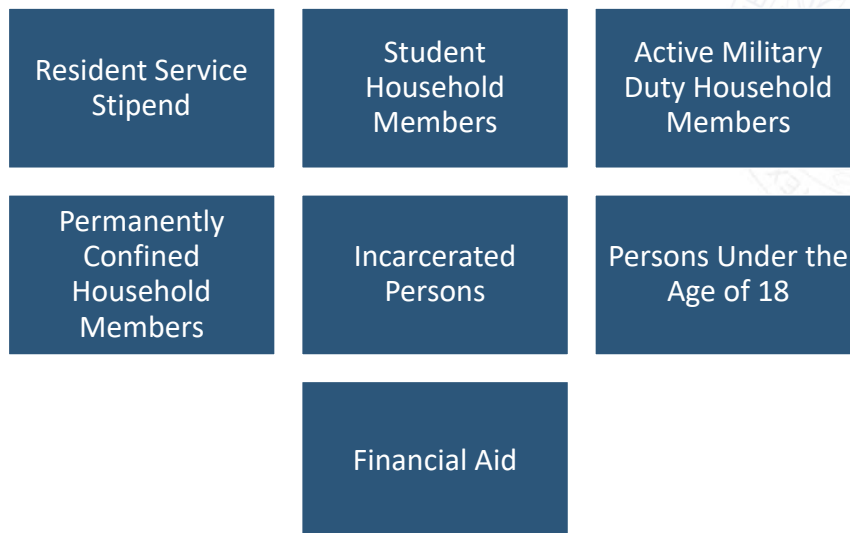 Resident Service
Stipend
Student
Household
Members
Active Military
Duty Household
Members
Permanently
Confined
Household
Members
Incarcerated
Persons
Persons Under the
Age of 18
Financial Aid